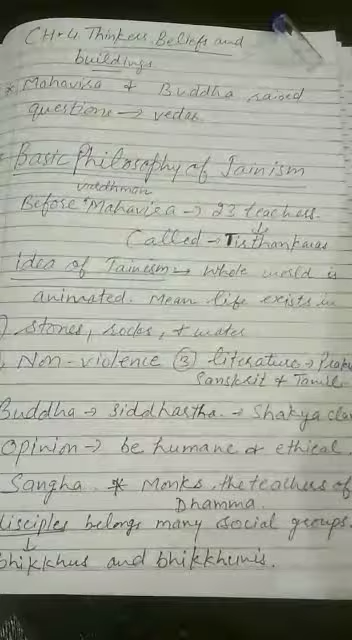 CH-4. Thinkers Beliefs and
buildings
* Mahavira & Buddha raised
questions → vedas
Basic Philosophy of Jainism
vardhman
Before Mahavira → 23 teachers.
Called → Tirthankaras
Idea of Jainism → Whole world is
animated. Mean life exists in
) stones, rocks, & water
Non-violence ③ literature → Prak
Sanskrit & Tamil
Buddha → Siddhartha → Shakya clan
Opinion → be humane & ethical.
Sangha * Monks, the teachers of
Dhamma.
disciples belongs many social groups.
↓
bhikkhus and bhikkhunis.